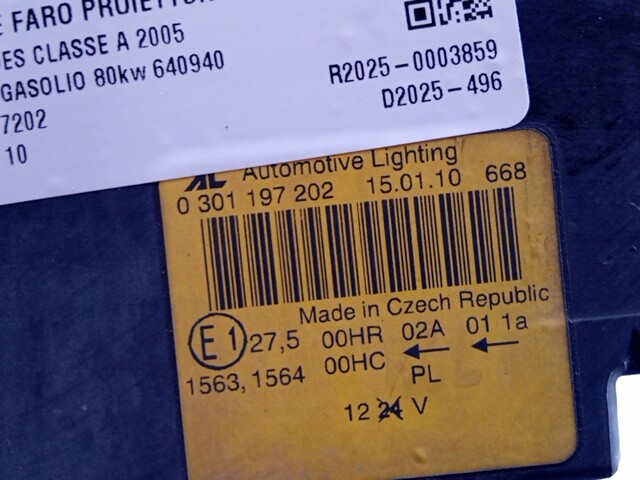 FARO PROIETTOR
CLASSE A 2005
GASOLIO 80kw 640940
7202
10
R2025-0003859
D2025-496
AL Automotive Lighting
0 301 197 202 15.01.10 668
Made in Czech Republic
E1 27,5 00HR 02A 01 1a
1563, 1564 00HC ← ←
PL
12 24 V